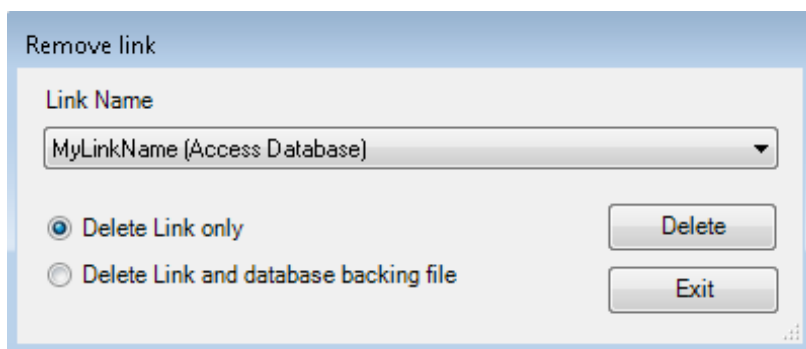 Remove link
Link Name
MyLinkName (Access Database)
Delete Link only
Delete
Delete Link and database backing file
Exit